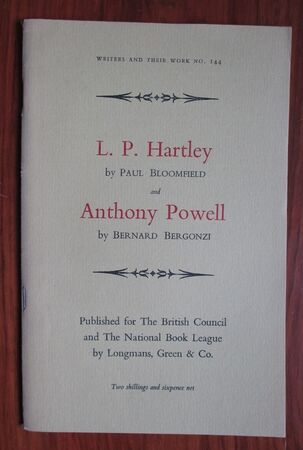 WRITERS AND THEIR WORK NO. 144
L. P. Hartley
by PAUL BLOOMFIELD
and
Anthony Powell
by BERNARD BERGONZI
Published for The British Council
and The National Book League
by Longmans, Green & Co.
Two shillings and sixpence net